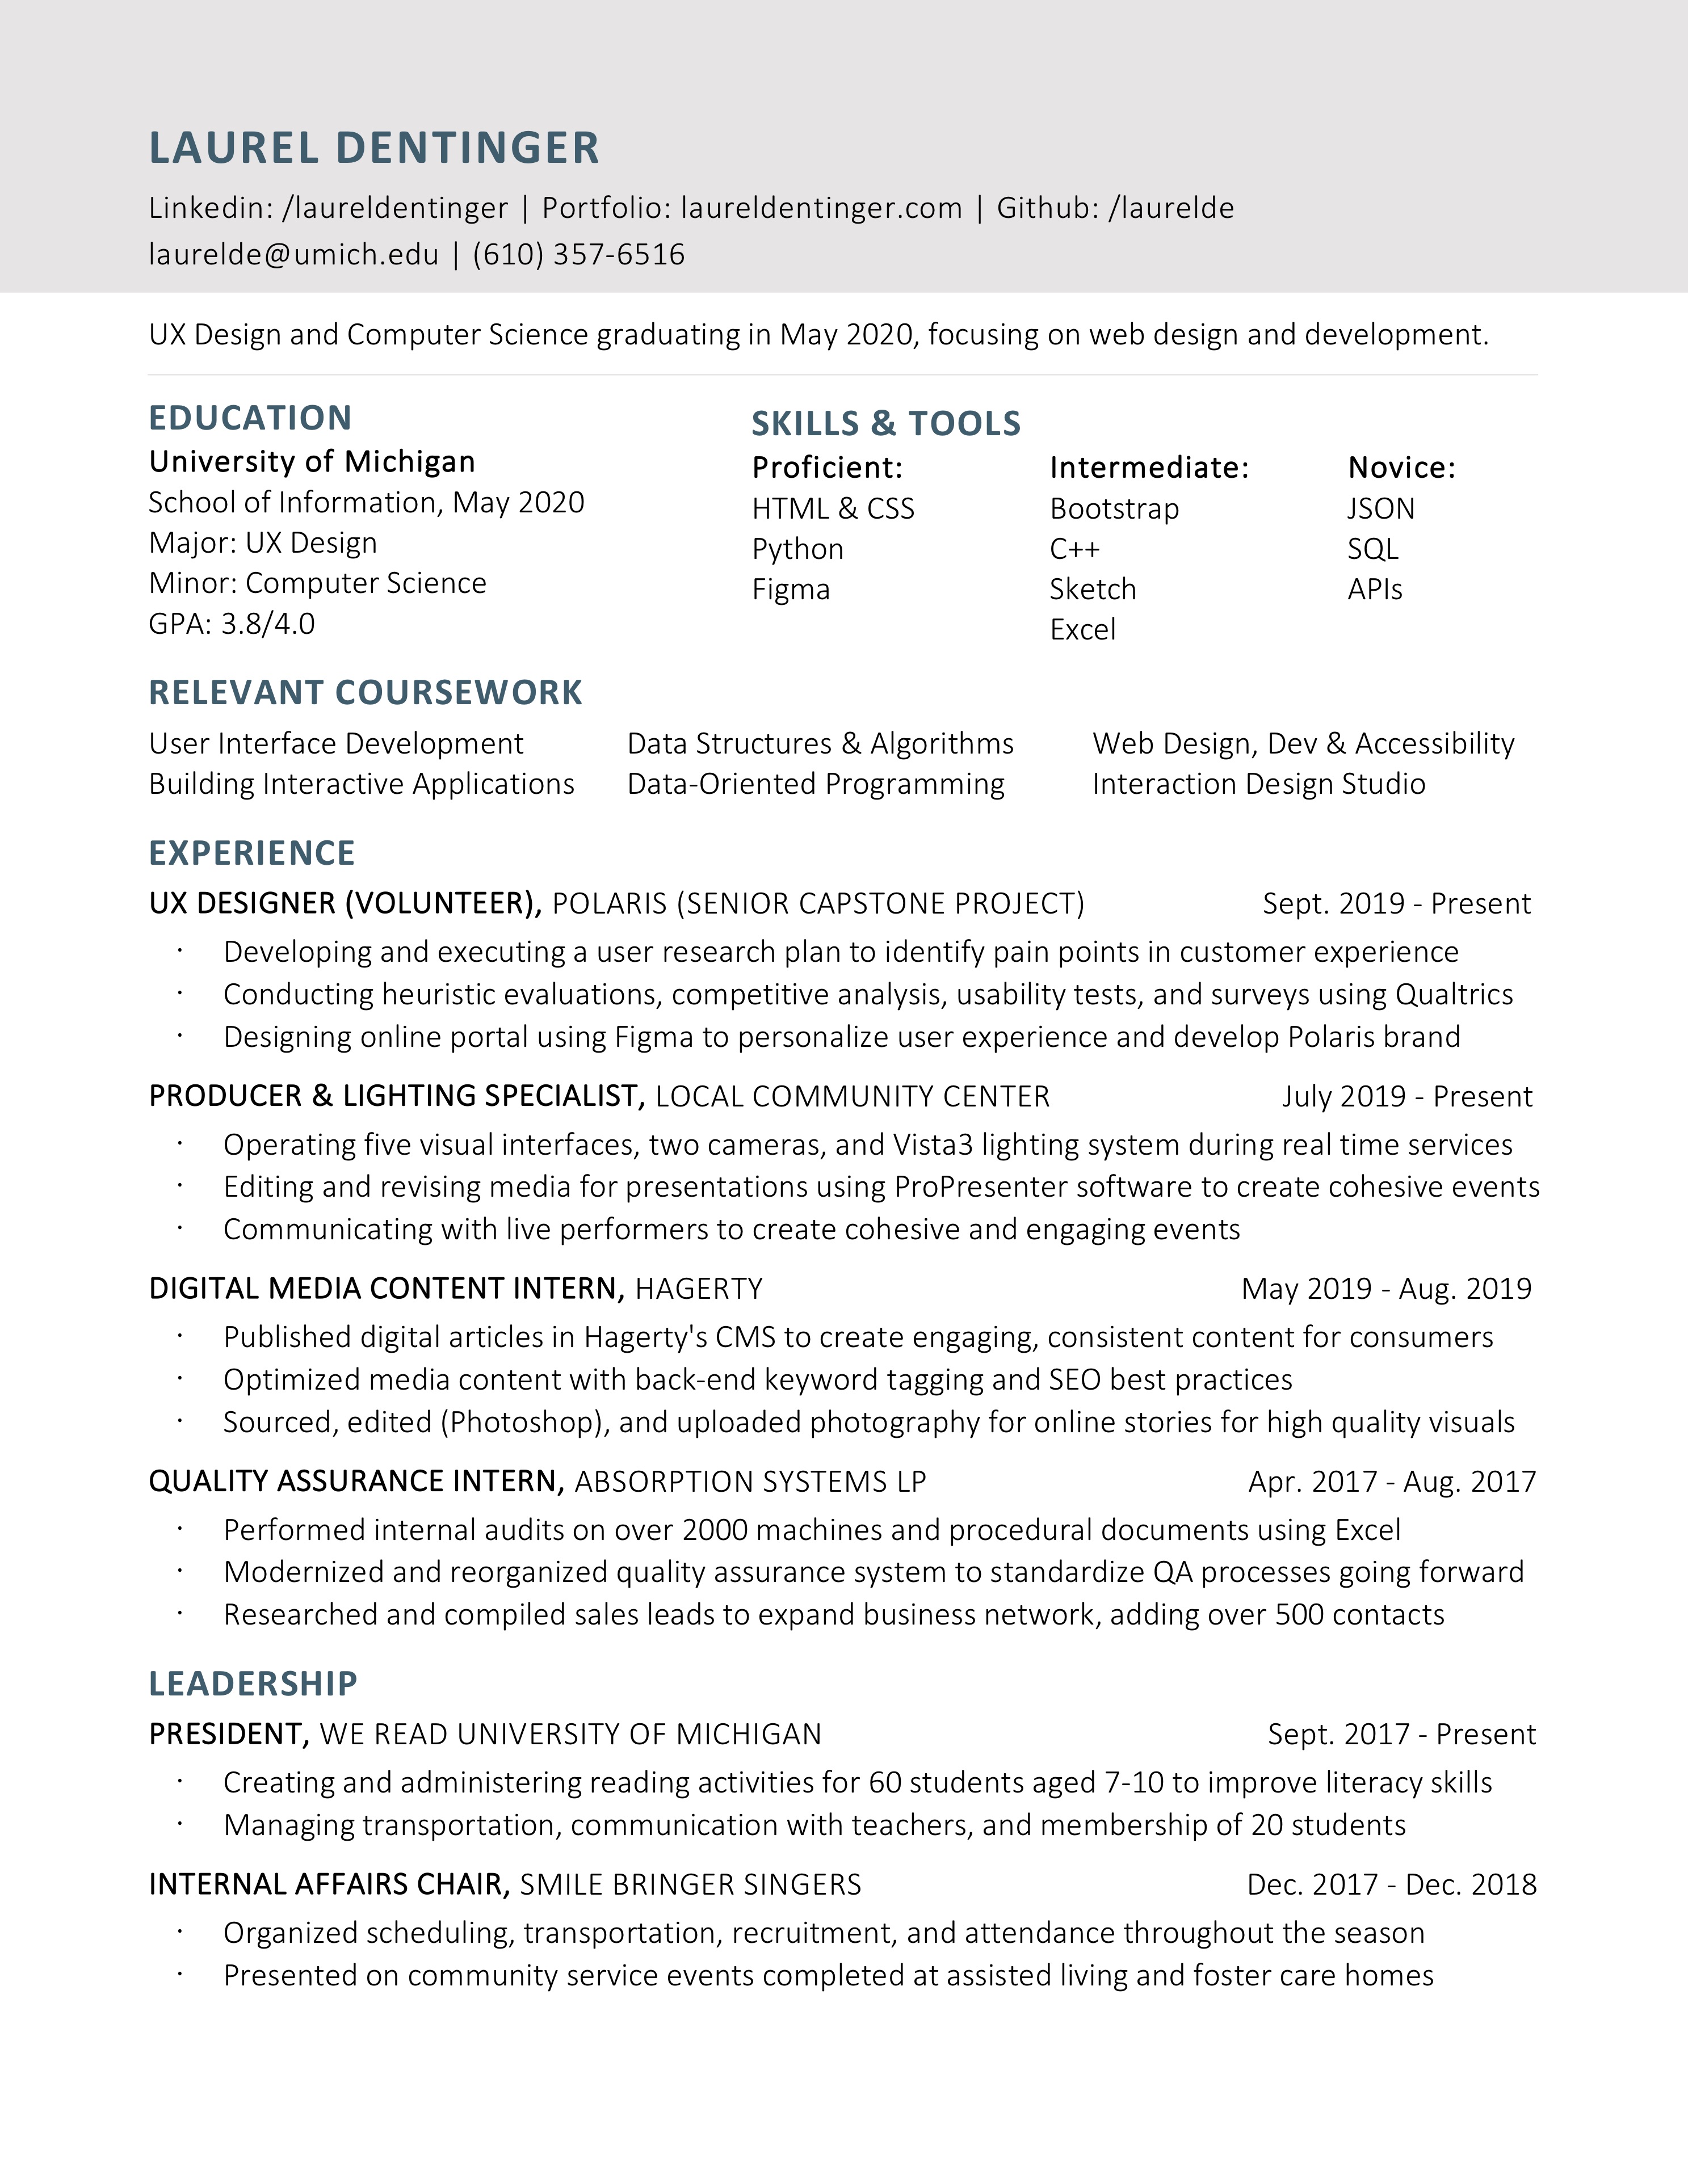 LAUREL DENTINGER
Linkedin: /laureldentinger | Portfolio: laureldentinger.com | Github: /laurelde
laurelde@umich.edu | (610) 357-6516
UX Design and Computer Science graduating in May 2020, focusing on web design and development.
EDUCATION
University of Michigan
School of Information, May 2020
Major: UX Design
Minor: Computer Science
GPA: 3.8/4.0
SKILLS & TOOLS
Proficient:
HTML & CSS
Python
Figma
Intermediate:
Bootstrap
C++
Sketch
Excel
Novice:
JSON
SQL
APIs
RELEVANT COURSEWORK
User Interface Development
Building Interactive Applications
Data Structures & Algorithms
Data-Oriented Programming
Web Design, Dev & Accessibility
Interaction Design Studio
EXPERIENCE
UX DESIGNER (VOLUNTEER), POLARIS (SENIOR CAPSTONE PROJECT) Sept. 2019 - Present
· Developing and executing a user research plan to identify pain points in customer experience
· Conducting heuristic evaluations, competitive analysis, usability tests, and surveys using Qualtrics
· Designing online portal using Figma to personalize user experience and develop Polaris brand
PRODUCER & LIGHTING SPECIALIST, LOCAL COMMUNITY CENTER July 2019 - Present
· Operating five visual interfaces, two cameras, and Vista3 lighting system during real time services
· Editing and revising media for presentations using ProPresenter software to create cohesive events
· Communicating with live performers to create cohesive and engaging events
DIGITAL MEDIA CONTENT INTERN, HAGERTY May 2019 - Aug. 2019
· Published digital articles in Hagerty's CMS to create engaging, consistent content for consumers
· Optimized media content with back-end keyword tagging and SEO best practices
· Sourced, edited (Photoshop), and uploaded photography for online stories for high quality visuals
QUALITY ASSURANCE INTERN, ABSORPTION SYSTEMS LP Apr. 2017 - Aug. 2017
· Performed internal audits on over 2000 machines and procedural documents using Excel
· Modernized and reorganized quality assurance system to standardize QA processes going forward
· Researched and compiled sales leads to expand business network, adding over 500 contacts
LEADERSHIP
PRESIDENT, WE READ UNIVERSITY OF MICHIGAN Sept. 2017 - Present
· Creating and administering reading activities for 60 students aged 7-10 to improve literacy skills
· Managing transportation, communication with teachers, and membership of 20 students
INTERNAL AFFAIRS CHAIR, SMILE BRINGER SINGERS Dec. 2017 - Dec. 2018
· Organized scheduling, transportation, recruitment, and attendance throughout the season
· Presented on community service events completed at assisted living and foster care homes